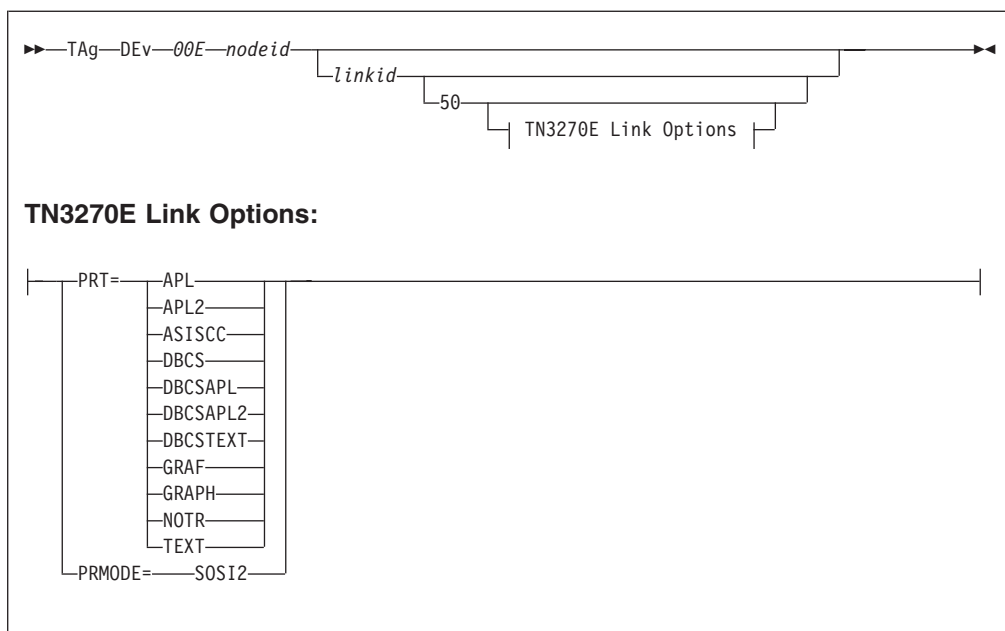 TAg DEv 00E nodeid
linkid
50
TN3270E Link Options
TN3270E Link Options:
PRT= APL
APL2
ASISCC
DBCS
DBCSAPL
DBCSAPL2
DBCSTEXT
GRAF
GRAPH
NOTR
TEXT
PRMODE= SOSI2